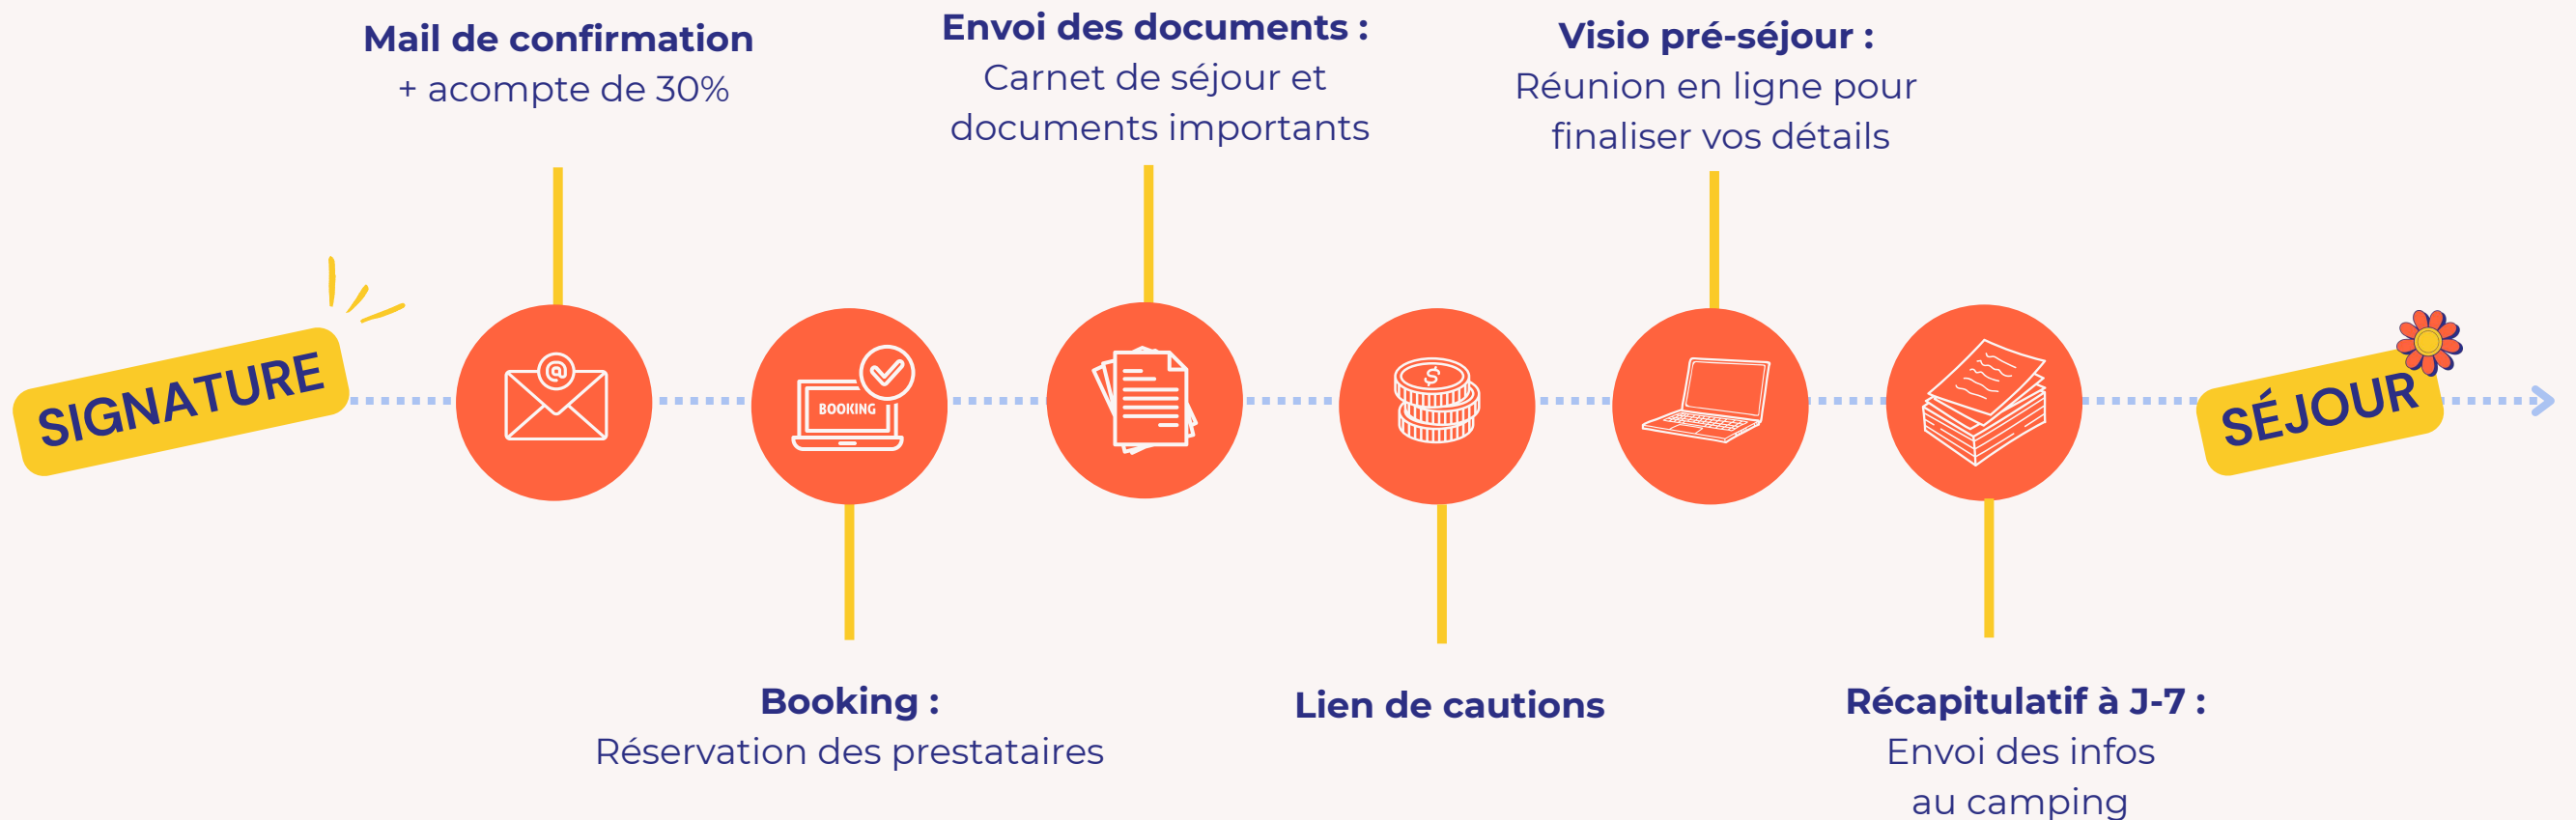 SIGNATURE
Mail de confirmation
+ acompte de 30%
BOOKING
Booking :
Réservation des prestataires
Envoi des documents :
Carnet de séjour et
documents importants
$
Lien de cautions
Visio pré-séjour :
Réunion en ligne pour
finaliser vos détails
Récapitulatif à J-7 :
Envoi des infos
au camping
SÉJOUR